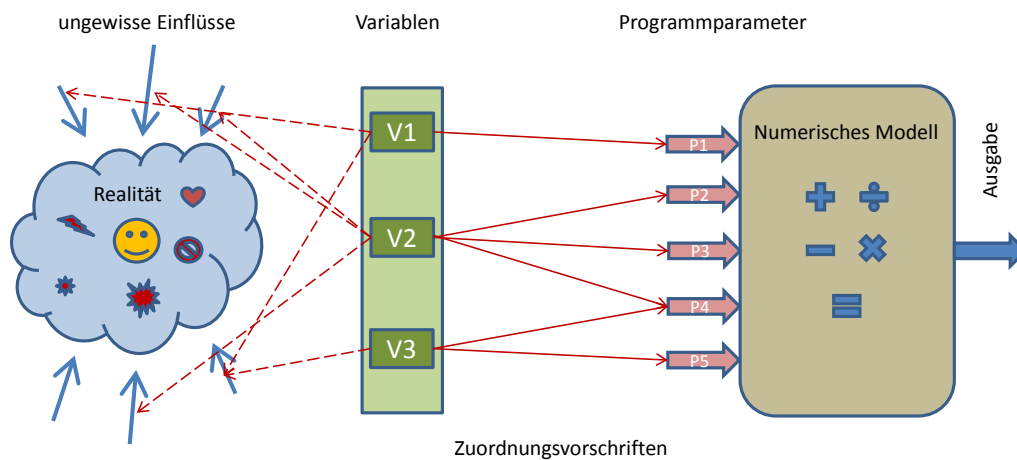 ungewisse Einflüsse
Variablen
Programmparameter
Realität
V1
V2
V3
P1
P2
P3
P4
P5
Numerisches Modell
Ausgabe
Zuordnungsvorschriften